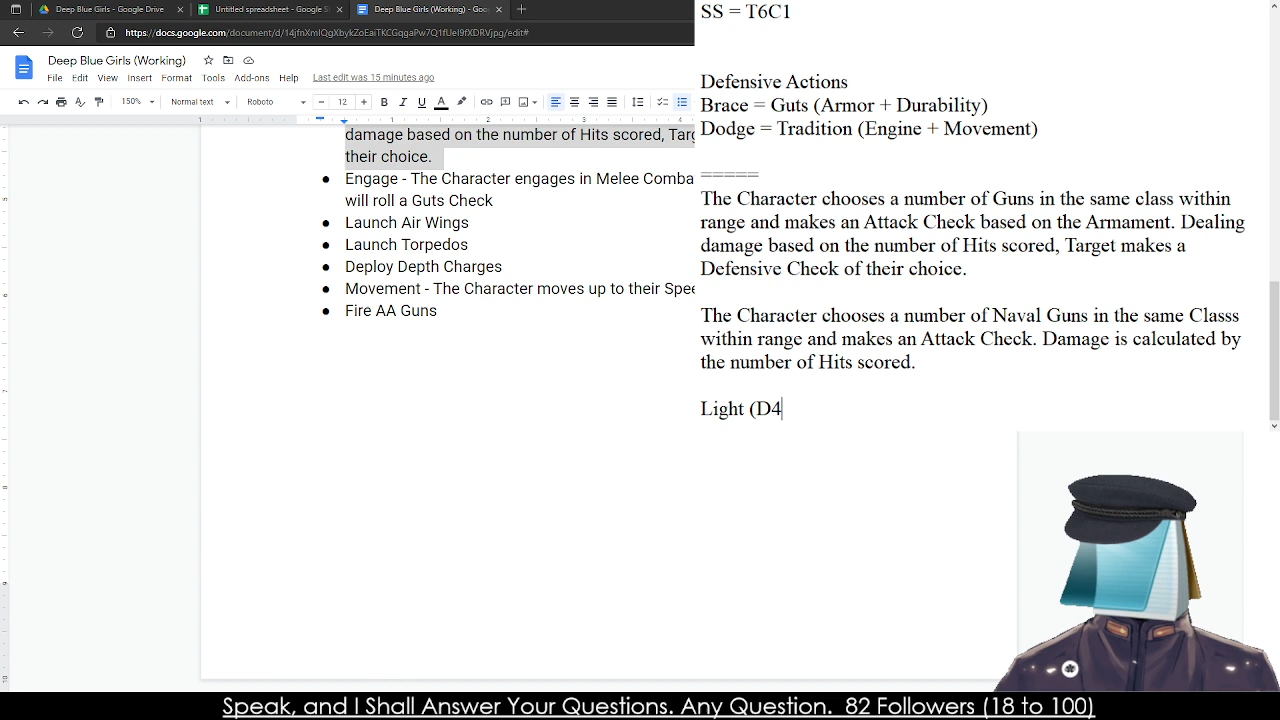 Deep Blue Girls - Google Drive
Untitled spreadsheet - Google S
Deep Blue Girls (Working) - Goo
https://docs.google.com/document/d/14jfnXmIQgXbykZoEaiTKCGqgaPw7Q1fUeI9fXDRVjpg/edit#
Deep Blue Girls (Working)
File Edit View Insert Format Tools Add-ons Help Last edit was 15 minutes ago
150% Normal text Roboto 12 B I U A
damage based on the number of Hits scored, Targ
their choice.
Engage - The Character engages in Melee Comba
will roll a Guts Check
Launch Air Wings
Launch Torpedos
Deploy Depth Charges
Movement - The Character moves up to their Spee
Fire AA Guns
SS = T6C1
Defensive Actions
Brace = Guts (Armor + Durability)
Dodge = Tradition (Engine + Movement)
=====
The Character chooses a number of Guns in the same class within
range and makes an Attack Check based on the Armament. Dealing
damage based on the number of Hits scored, Target makes a
Defensive Check of their choice.
The Character chooses a number of Naval Guns in the same Classs
within range and makes an Attack Check. Damage is calculated by
the number of Hits scored.
Light (D4
Speak, and I Shall Answer Your Questions. Any Question. 82 Followers (18 to 100)